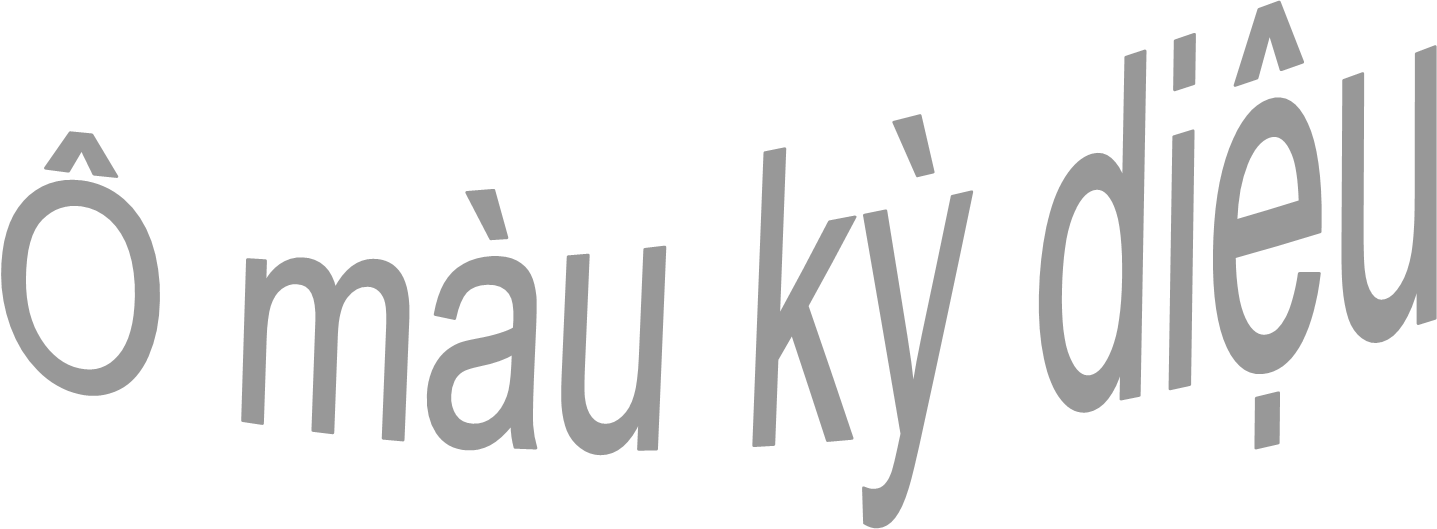 Ô màu kỳ diệu